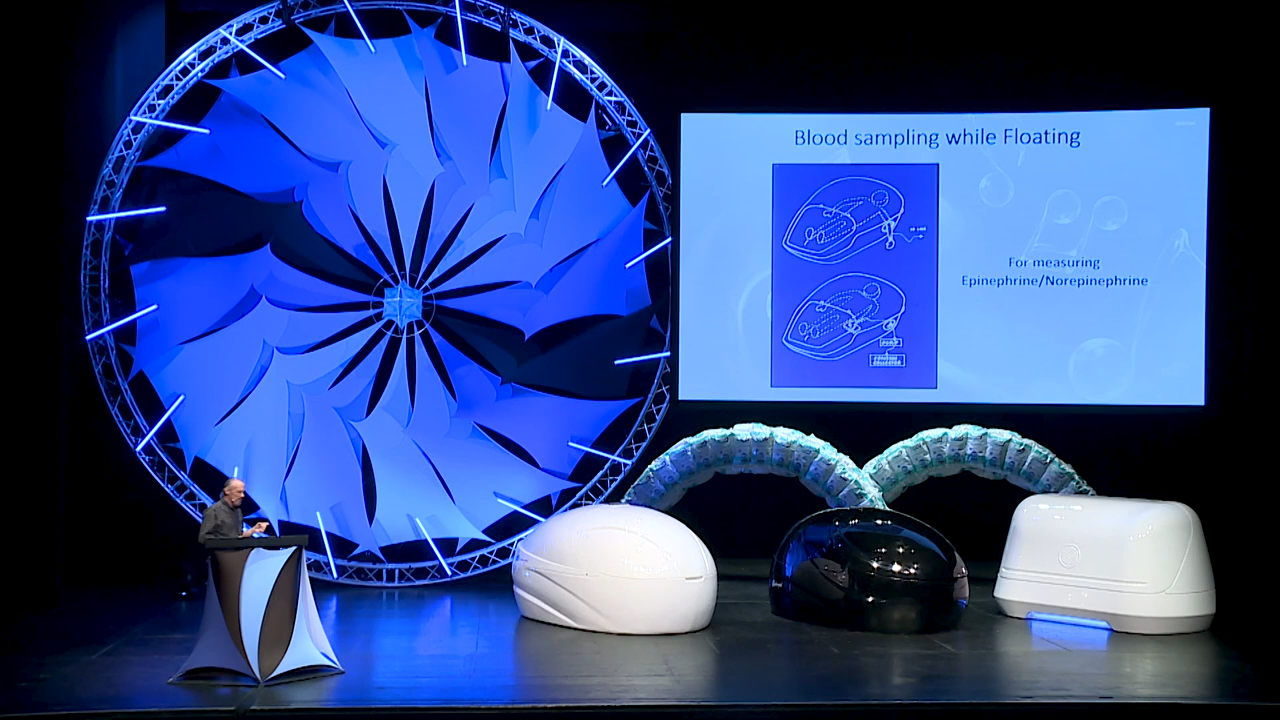 Blood sampling while Floating
For measuring
Epinephrine/Norepinephrine